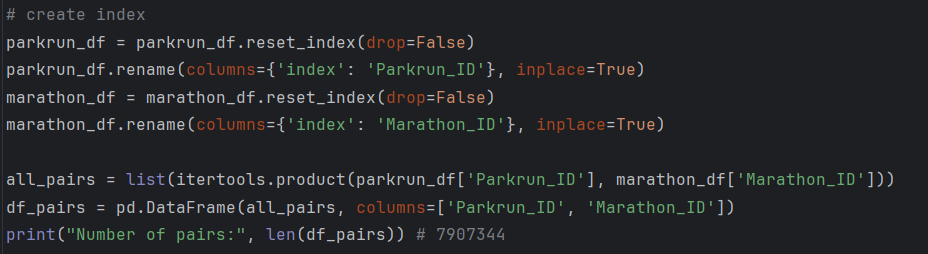 # create index
parkrun_df = parkrun_df.reset_index(drop=False)
parkrun_df.rename(columns={'index': 'Parkrun_ID'}, inplace=True)
marathon_df = marathon_df.reset_index(drop=False)
marathon_df.rename(columns={'index': 'Marathon_ID'}, inplace=True)
all_pairs = list(itertools.product(parkrun_df['Parkrun_ID'], marathon_df['Marathon_ID']))
df_pairs = pd.DataFrame(all_pairs, columns=['Parkrun_ID', 'Marathon_ID'])
print("Number of pairs:", len(df_pairs)) # 7907344